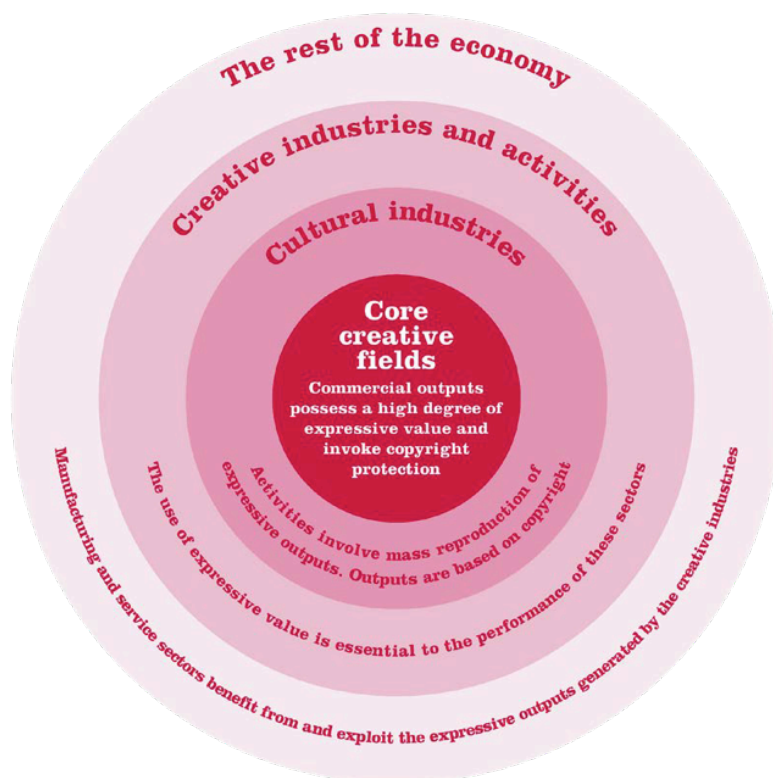 The rest of the economy
Creative industries and activities
Cultural industries
Core
creative
fields
Commercial outputs
possess a high degree of
expressive value and
invoke copyright
protection
Activities involve mass reproduction of
expressive outputs. Outputs are based on copyright
The use of expressive value is essential to the performance of these sectors
Manufacturing and service sectors benefit from and exploit the expressive outputs generated by the creative industries